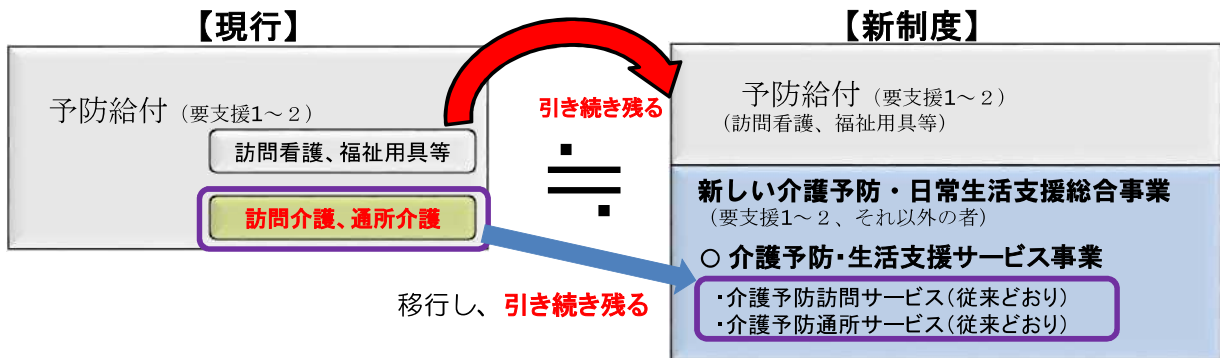 【現行】
予防給付（要支援1～２）
訪問看護、福祉用具等
訪問介護、通所介護
引き続き残る
≒
移行し、引き続き残る
【新制度】
予防給付（要支援1～２）
（訪問看護、福祉用具等）
新しい介護予防・日常生活支援総合事業
（要支援1～２、それ以外の者）
○ 介護予防・生活支援サービス事業
・介護予防訪問サービス（従来どおり）
・介護予防通所サービス（従来どおり）